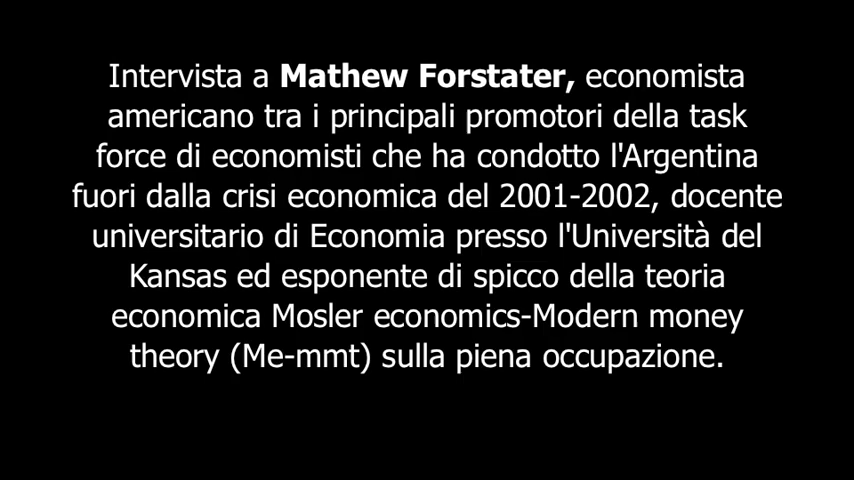 Intervista a Mathew Forstater, economista
americano tra i principali promotori della task
force di economisti che ha condotto l'Argentina
fuori dalla crisi economica del 2001-2002, docente
universitario di Economia presso l'Università del
Kansas ed esponente di spicco della teoria
economica Mosler economics-Modern money
theory (Me-mmt) sulla piena occupazione.